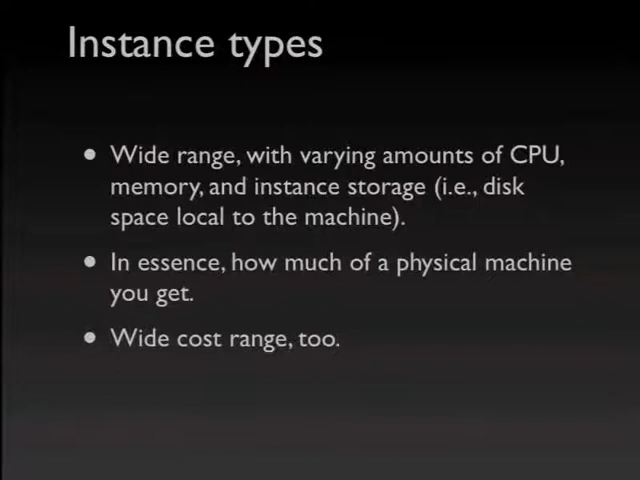 Instance types
• Wide range, with varying amounts of CPU,
memory, and instance storage (i.e., disk
space local to the machine).
• In essence, how much of a physical machine
you get.
• Wide cost range, too.